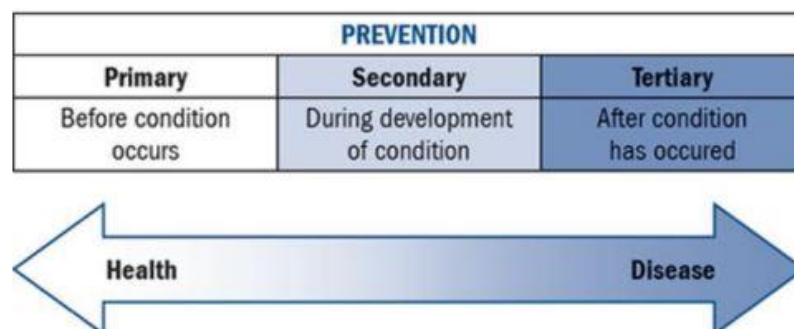 PREVENTION
Primary
Secondary
Tertiary
Before condition
occurs
During development
of condition
After condition
has occured
Health
Disease